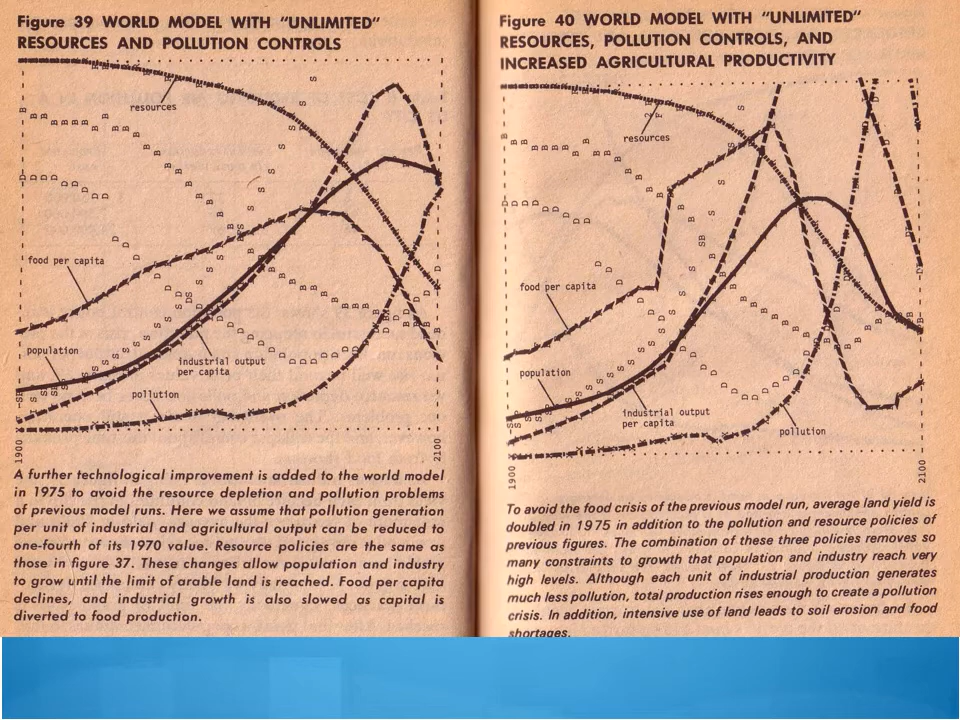 Figure 39 WORLD MODEL WITH “UNLIMITED”
RESOURCES AND POLLUTION CONTROLS
resources
food per capita
population
industrial output
per capita
pollution
1900
2100
A further technological improvement is added to the world model
in 1975 to avoid the resource depletion and pollution problems
of previous model runs. Here we assume that pollution generation
per unit of industrial and agricultural output can be reduced to
one-fourth of its 1970 value. Resource policies are the same as
those in figure 37. These changes allow population and industry
to grow until the limit of arable land is reached. Food per capita
declines, and industrial growth is also slowed as capital is
diverted to food production.
Figure 40 WORLD MODEL WITH “UNLIMITED”
RESOURCES, POLLUTION CONTROLS, AND
INCREASED AGRICULTURAL PRODUCTIVITY
resources
food per capita
population
industrial output
per capita
pollution
1900
2100
To avoid the food crisis of the previous model run, average land yield is
doubled in 1975 in addition to the pollution and resource policies of
previous figures. The combination of these three policies removes so
many constraints to growth that population and industry reach very
high levels. Although each unit of industrial production generates
much less pollution, total production rises enough to create a pollution
crisis. In addition, intensive use of land leads to soil erosion and food
shortages.